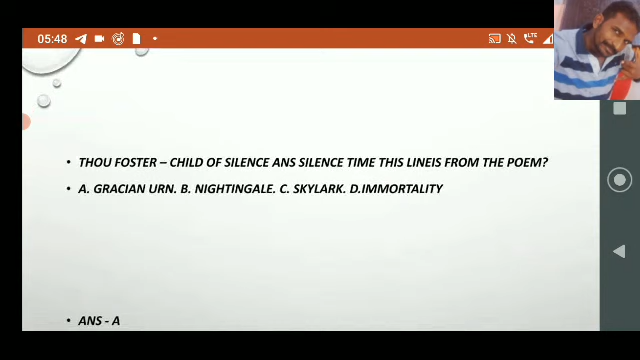 05:48
LTE
• THOU FOSTER – CHILD OF SILENCE ANS SILENCE TIME THIS LINEIS FROM THE POEM?
• A. GRACIAN URN. B. NIGHTINGALE. C. SKYLARK. D.IMMORTALITY
• ANS - A